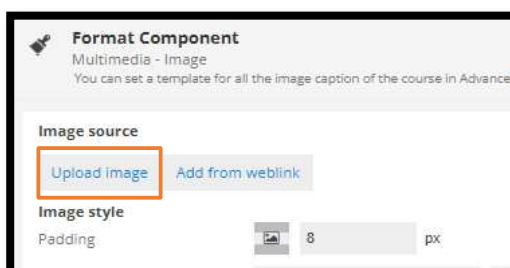 Format Component
Multimedia - Image
You can set a template for all the image caption of the course in Advance
Image source
Upload image Add from weblink
Image style
Padding 8 px